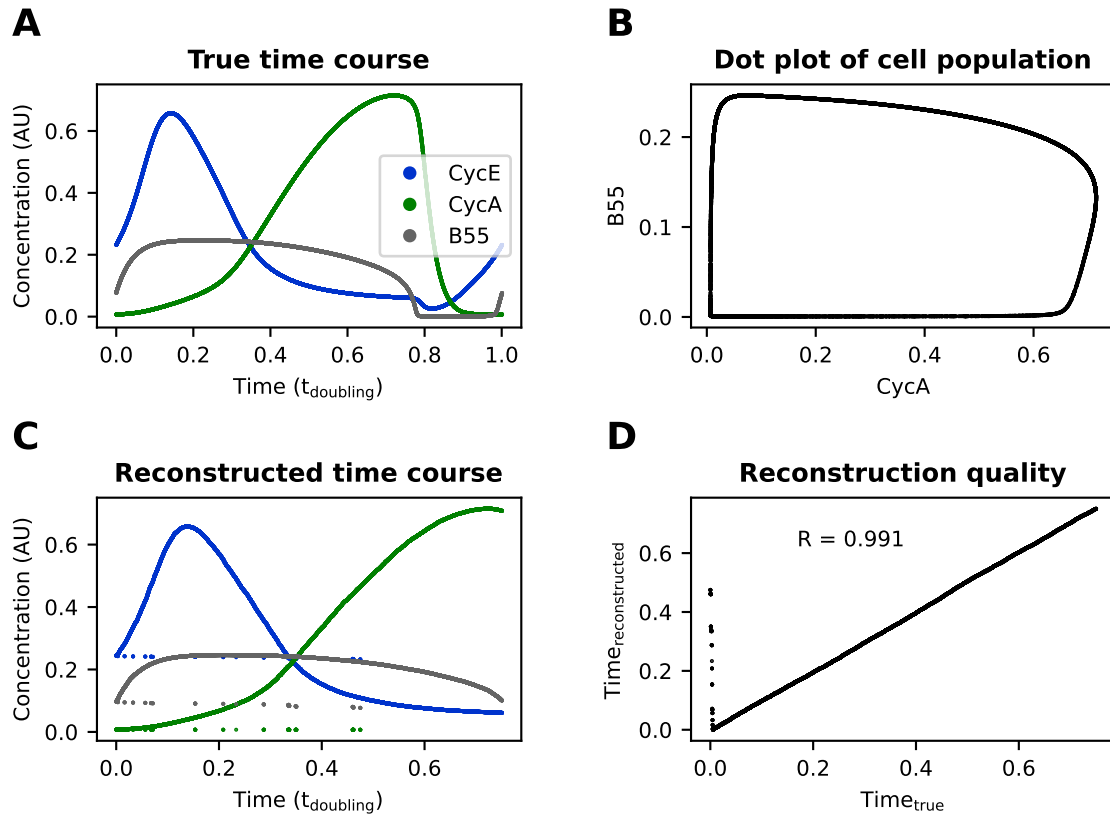 A
True time course
Concentration (AU)
0.6
0.4
0.2
0.0
CycE
CycA
B55
0.0 0.2 0.4 0.6 0.8 1.0
Time (t_doubling)
B
Dot plot of cell population
B55
0.2
0.1
0.0
0.0 0.2 0.4 0.6
CycA
C
Reconstructed time course
Concentration (AU)
0.6
0.4
0.2
0.0
0.0 0.2 0.4 0.6
Time (t_doubling)
D
Reconstruction quality
Time_reconstructed
R = 0.991
0.6
0.4
0.2
0.0
0.0 0.2 0.4 0.6
Time_true